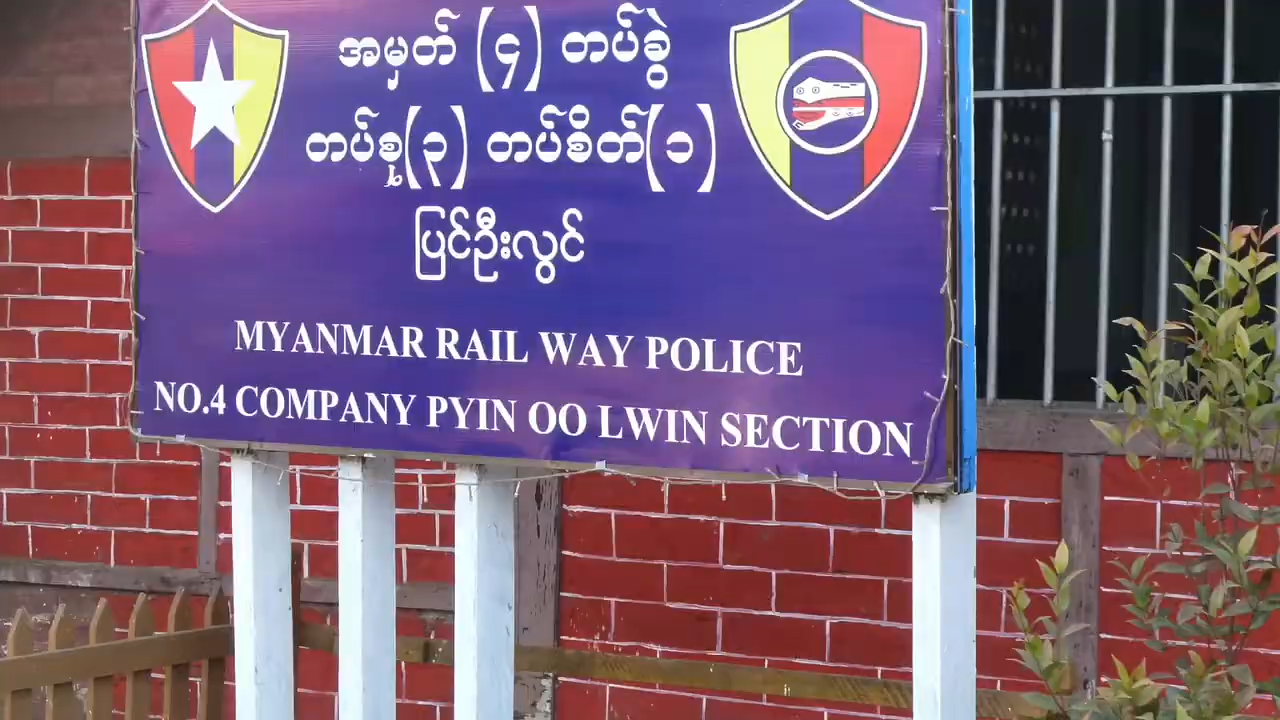 အမှတ် (၄) တပ်ခွဲ
တပ်စု(၃) တပ်စိတ်(၁)
ပြင်ဦးလွင်
MYANMAR RAIL WAY POLICE
NO.4 COMPANY PYIN OO LWIN SECTION